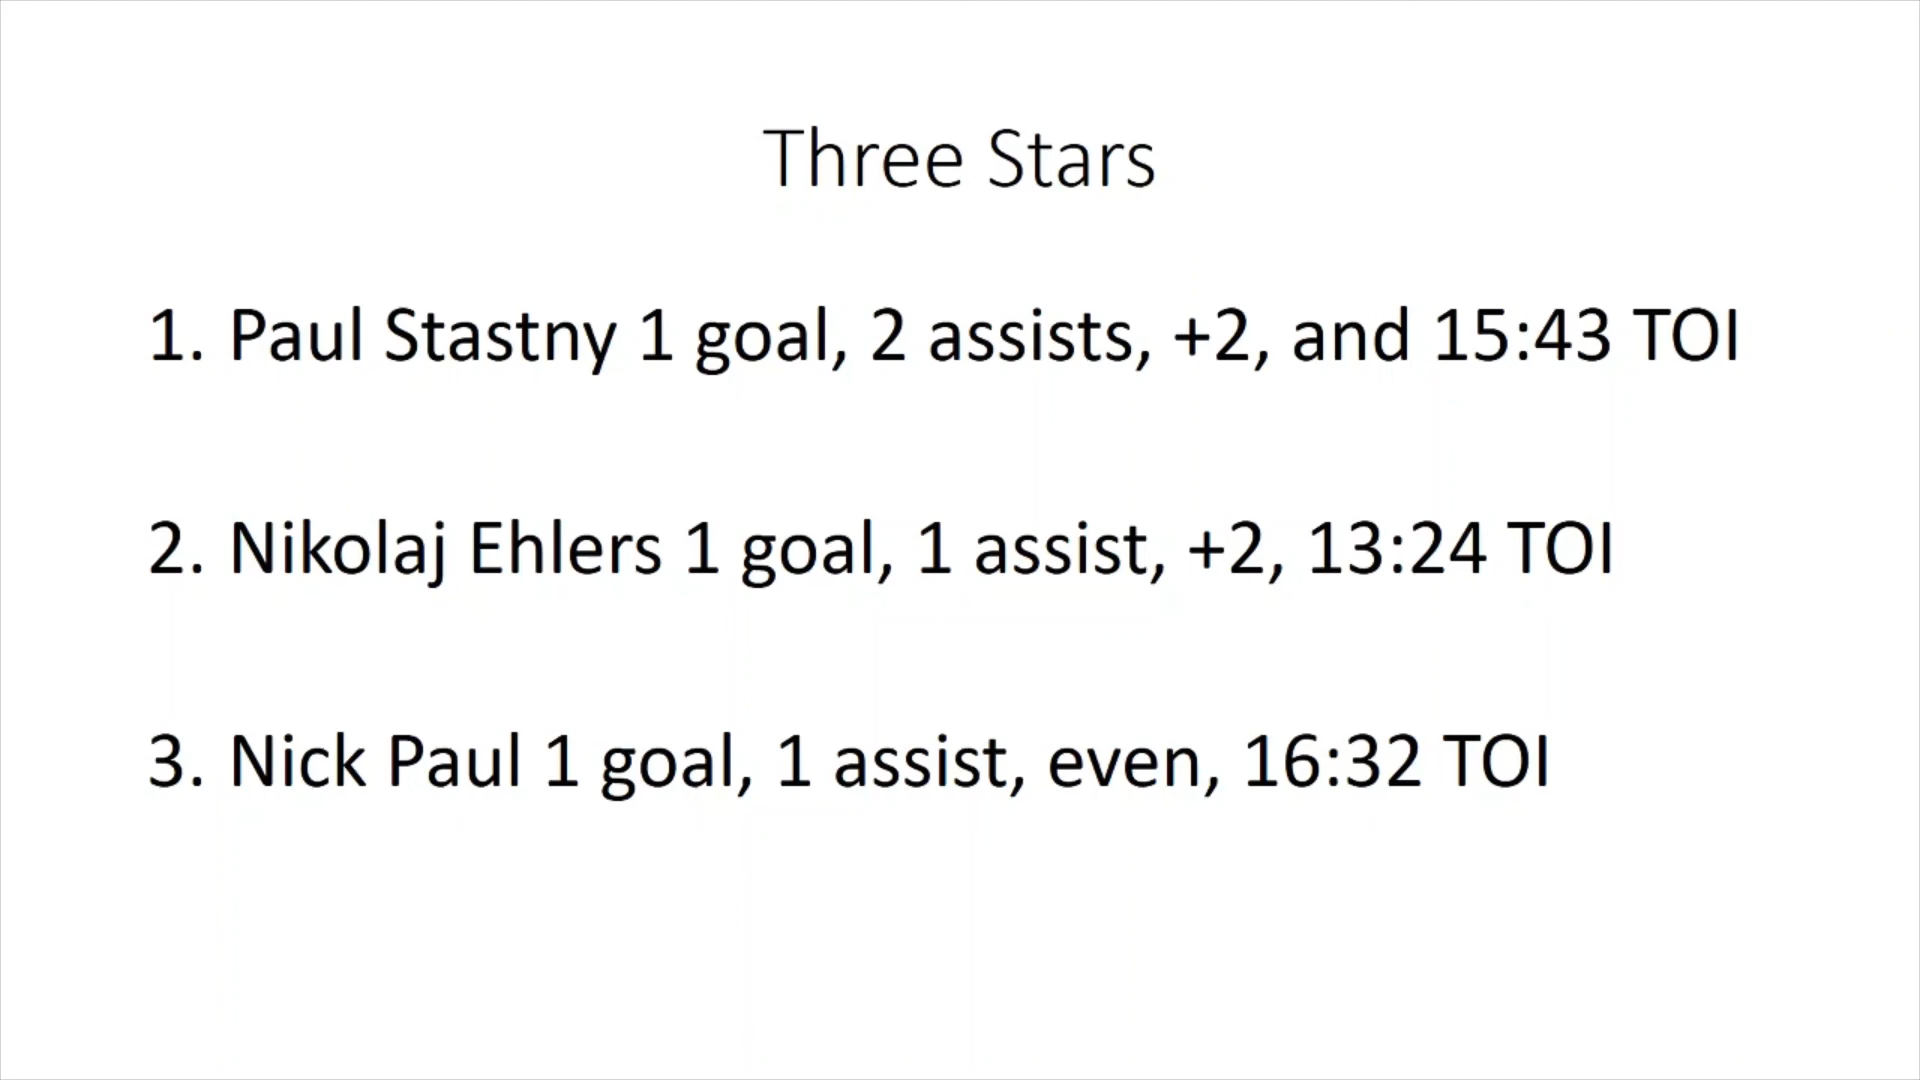 Three Stars
1. Paul Stastny 1 goal, 2 assists, +2, and 15:43 TOI
2. Nikolaj Ehlers 1 goal, 1 assist, +2, 13:24 TOI
3. Nick Paul 1 goal, 1 assist, even, 16:32 TOI